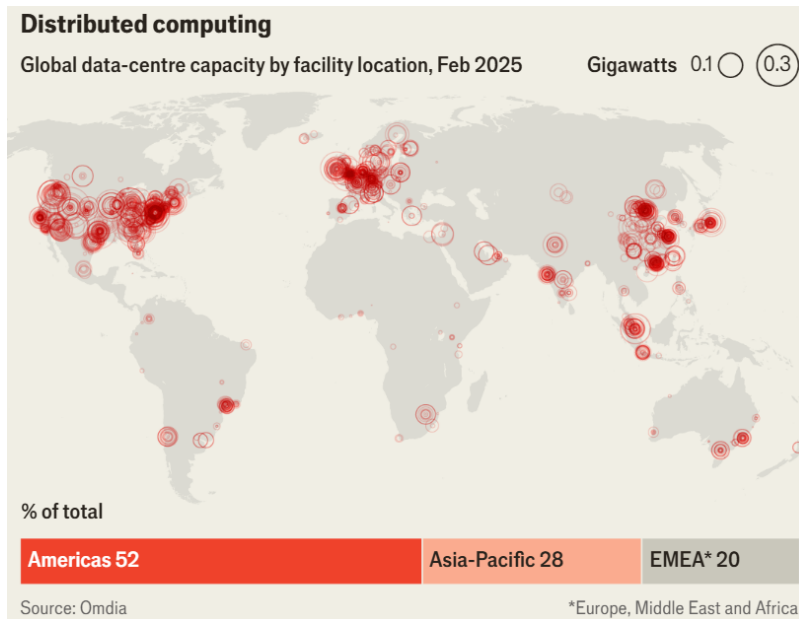 Distributed computing
Global data-centre capacity by facility location, Feb 2025
Gigawatts 0.1 0.3
% of total
Americas 52
Asia-Pacific 28
EMEA* 20
Source: Omdia
*Europe, Middle East and Africa